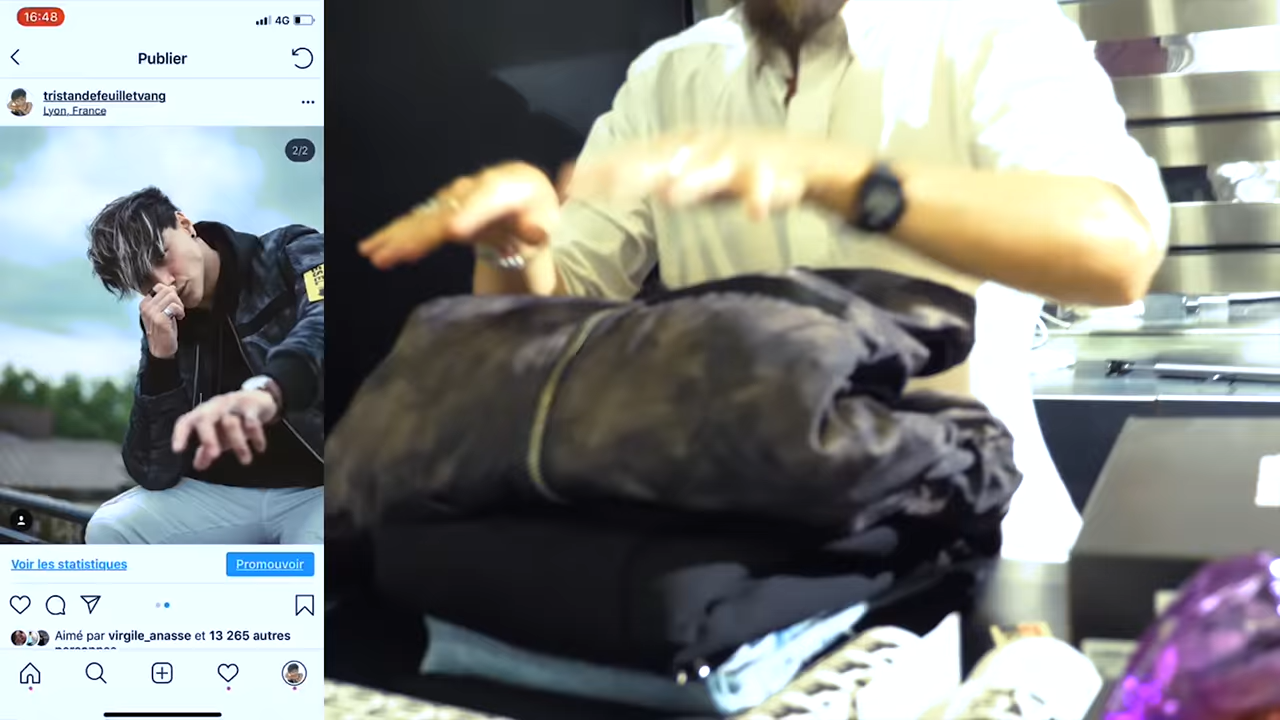 16:48
4G
Publier
tristandefeuilletvang
Lyon, France
2/2
Voir les statistiques
Promouvoir
Aimé par virgile_anasse et 13 265 autres
personnes